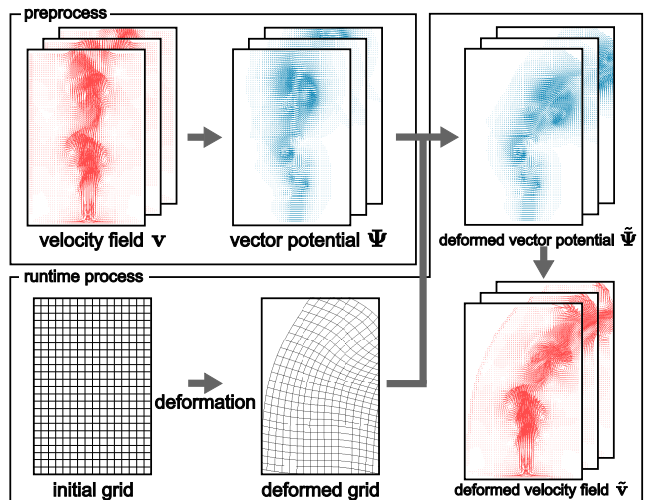 preprocess
velocity field v
vector potential Ψ
deformed vector potential Ψ̃
runtime process
deformation
initial grid
deformed grid
deformed velocity field ṽ